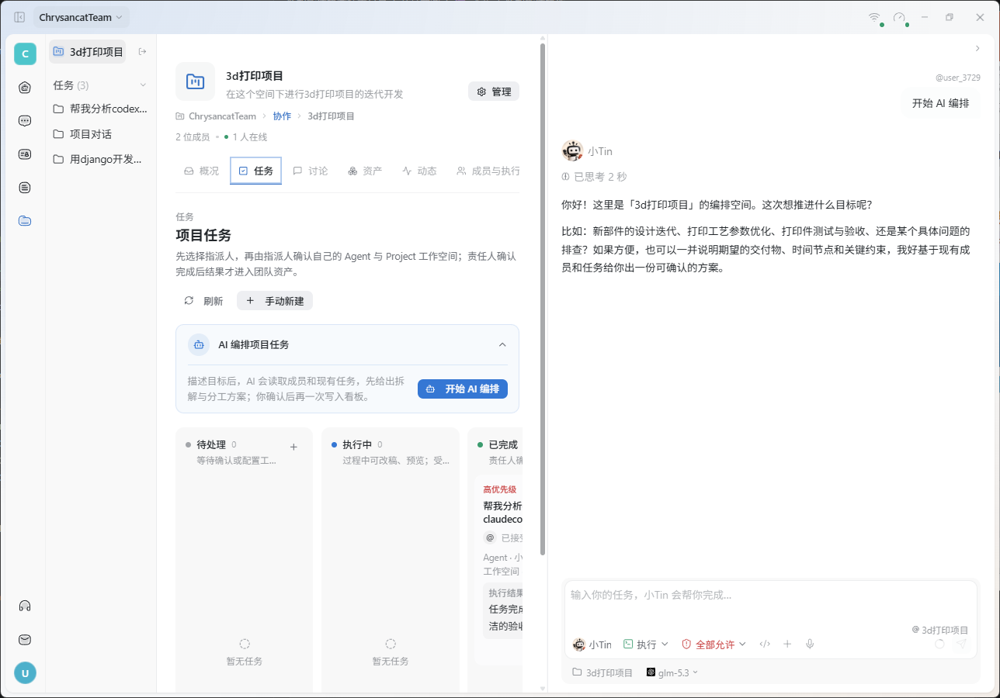 ChrysancatTeam
C
3d打印项目
任务 (3)
帮我分析codex...
项目对话
用django开发...
U
3d打印项目
在这个空间下进行3d打印项目的迭代开发
管理
ChrysancatTeam › 协作 › 3d打印项目
2 位成员 • 1 人在线
概况 任务 讨论 资产 动态 成员与执行
任务
项目任务
先选择指派人，再由指派人确认自己的 Agent 与 Project 工作空间；责任人确认
完成后结果才进入团队资产。
刷新 + 手动新建
AI 编排项目任务
描述目标后，AI 会读取成员和现有任务，先给出拆
解与分工方案；你确认后再一次写入看板。
开始 AI 编排
待处理 0 +
等待确认或配置工...
暂无任务
执行中 0
过程中可改稿、预览；受...
暂无任务
已完成
责任人确
高优先级
帮我分析
claudeco
@ 已接受
Agent · 小
工作空间
执行结果
任务完成
洁的验收
@user_3729
开始 AI 编排
小Tin
已思考 2 秒
你好！这里是「3d打印项目」的编排空间。这次想推进什么目标呢？
比如：新部件的设计迭代、打印工艺参数优化、打印件测试与验收、还是某个具体问题的
排查？如果方便，也可以一并说明期望的交付物、时间节点和关键约束，我好基于现有成
员和任务给你出一份可确认的方案。
输入你的任务，小Tin 会帮你完成...
@ 3d打印项目
小Tin 执行 全部允许 </> +
3d打印项目 glm-5.3